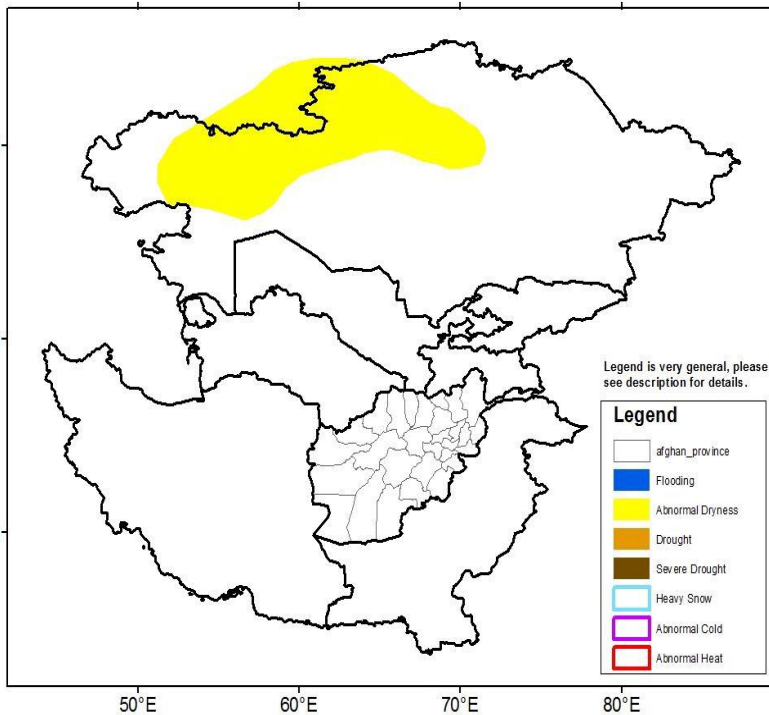 Legend is very general, please
see description for details.
Legend
afghan_province
Flooding
Abnormal Dryness
Drought
Severe Drought
Heavy Snow
Abnormal Cold
Abnormal Heat
50°E 60°E 70°E 80°E